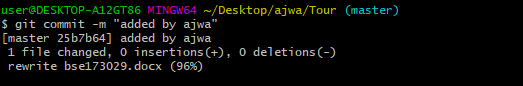 user@DESKTOP-A12GT86 MINGW64 ~/Desktop/ajwa/Tour (master)
$ git commit -m "added by ajwa"
[master 25b7b64] added by ajwa
 1 file changed, 0 insertions(+), 0 deletions(-)
 rewrite bse173029.docx (96%)